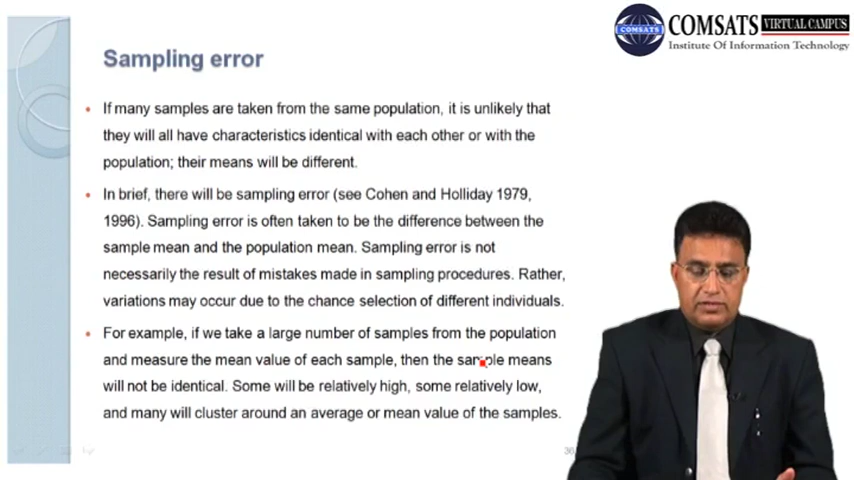 COMSATS VIRTUAL CAMPUS
COMSATS
Institute Of Information Technology
Sampling error
If many samples are taken from the same population, it is unlikely that
they will all have characteristics identical with each other or with the
population; their means will be different.
In brief, there will be sampling error (see Cohen and Holliday 1979,
1996). Sampling error is often taken to be the difference between the
sample mean and the population mean. Sampling error is not
necessarily the result of mistakes made in sampling procedures. Rather,
variations may occur due to the chance selection of different individuals.
For example, if we take a large number of samples from the population
and measure the mean value of each sample, then the sample means
will not be identical. Some will be relatively high, some relatively low,
and many will cluster around an average or mean value of the samples.